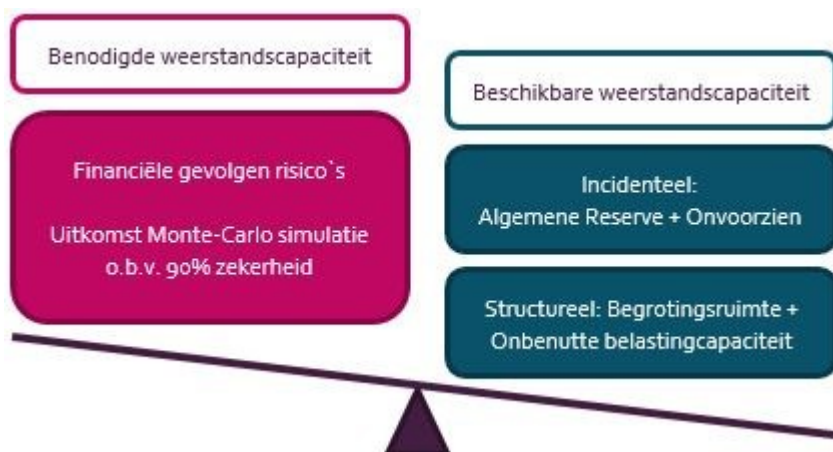 Benodigde weerstandscapaciteit
Financiële gevolgen risico`s
Uitkomst Monte-Carlo simulatie
o.b.v. 90% zekerheid
Beschikbare weerstandscapaciteit
Incidenteel:
Algemene Reserve + Onvoorzien
Structureel: Begrotingsruimte +
Onbenutte belastingcapaciteit